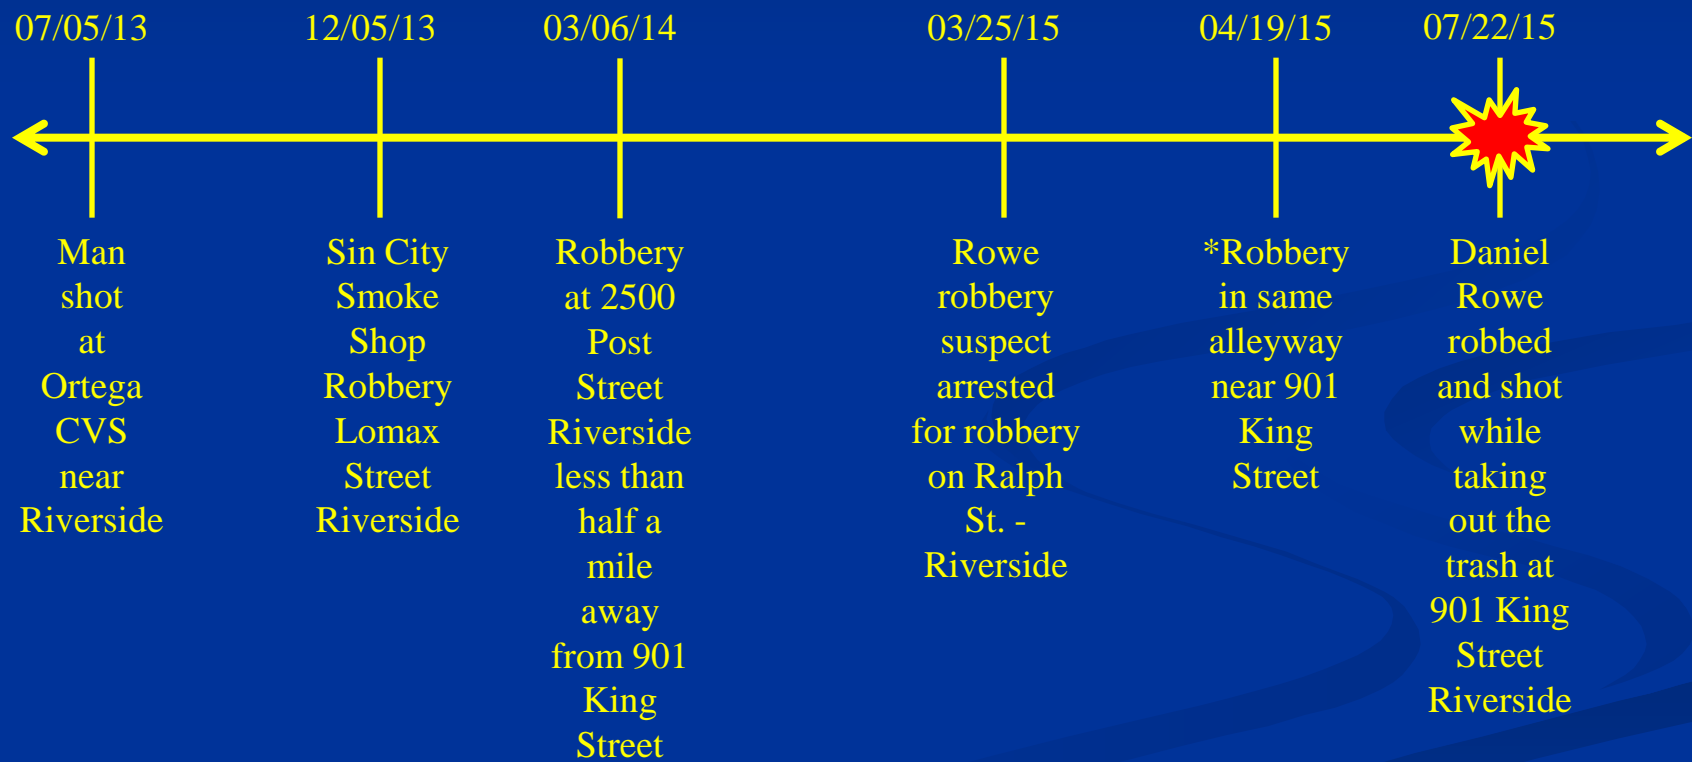 07/05/13
12/05/13
03/06/14
03/25/15
04/19/15
07/22/15
Man
shot
at
Ortega
CVS
near
Riverside
Sin City
Smoke
Shop
Robbery
Lomax
Street
Riverside
Robbery
at 2500
Post
Street
Riverside
less than
half a
mile
away
from 901
King
Street
Rowe
robbery
suspect
arrested
for robbery
on Ralph
St. -
Riverside
*Robbery
in same
alleyway
near 901
King
Street
Daniel
Rowe
robbed
and shot
while
taking
out the
trash at
901 King
Street
Riverside